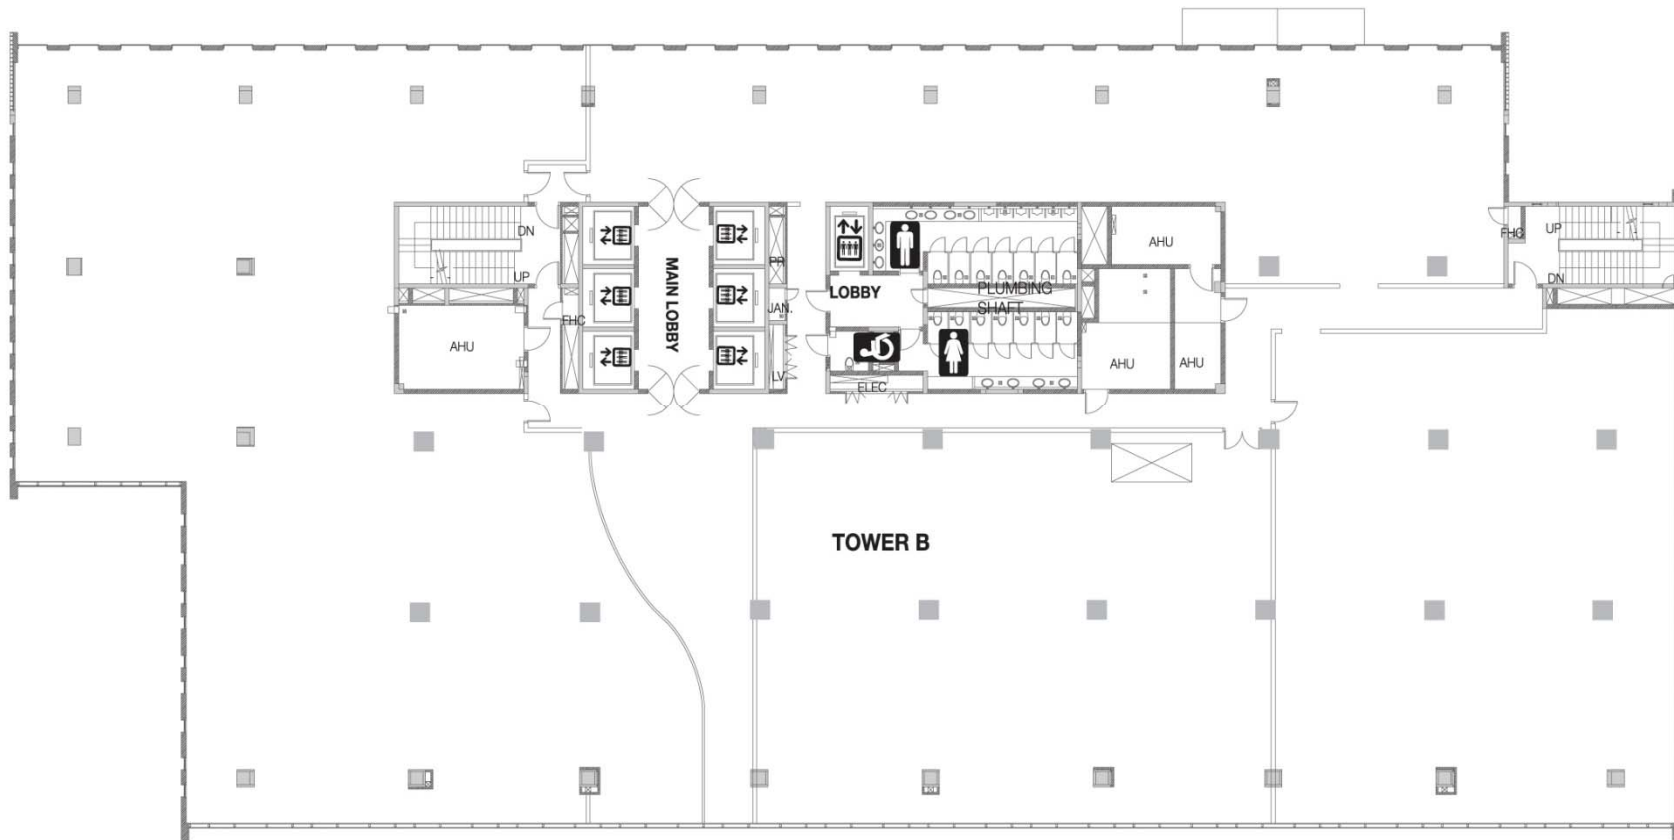 DN
UP
FHC
AHU
MAIN LOBBY
PR
JAN.
LV
LOBBY
ELEC
PLUMBING
SHAFT
AHU
AHU
AHU
FHC
UP
DN
TOWER B